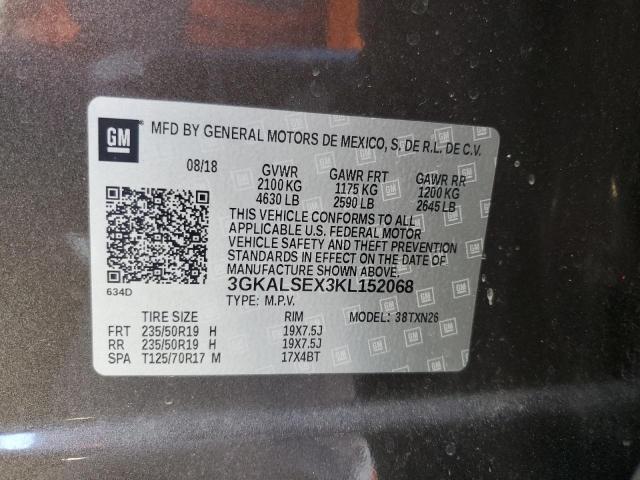 GM
MFD BY GENERAL MOTORS DE MEXICO, S. DE R.L. DE C.V.
08/18 GVWR GAWR FRT GAWR RR
2100 KG 1175 KG 1200 KG
4630 LB 2590 LB 2645 LB
THIS VEHICLE CONFORMS TO ALL
APPLICABLE U.S. FEDERAL MOTOR
VEHICLE SAFETY AND THEFT PREVENTION
STANDARDS IN EFFECT ON THE DATE OF
MANUFACTURE SHOWN ABOVE.
634D 3GKALSEX3KL152068
TYPE: M.P.V.
TIRE SIZE RIM MODEL: 38TXN26
FRT 235/50R19 H 19X7.5J
RR 235/50R19 H 19X7.5J
SPA T125/70R17 M 17X4BT